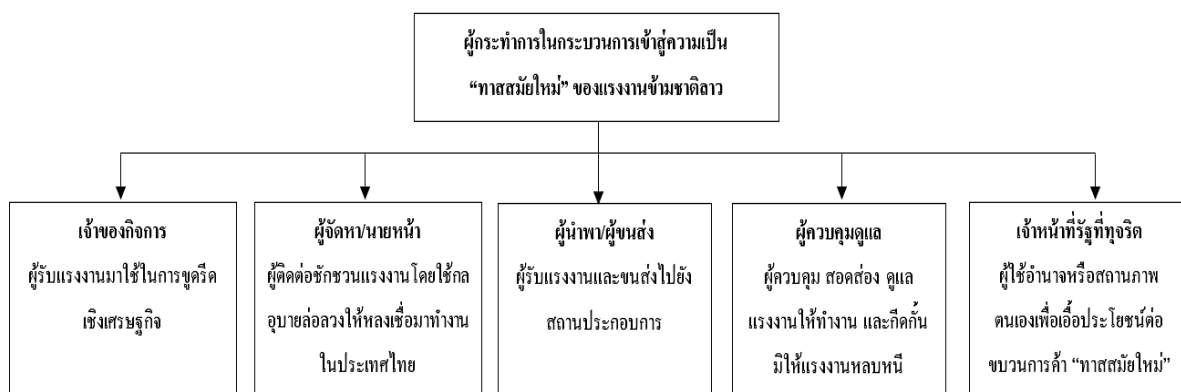 ผู้กระทำการในกระบวนการเข้าสู่ความเป็น
“ทาสสมัยใหม่” ของแรงงานข้ามชาติลาว
เจ้าของกิจการ
ผู้รับแรงงานมาใช้ในการขูดรีด
เชิงเศรษฐกิจ
ผู้จัดหา/นายหน้า
ผู้ติดต่อชักชวนแรงงานโดยใช้กล
อุบายล่อลวงให้หลงเชื่อมาทำงาน
ในประเทศไทย
ผู้นำพา/ผู้ขนส่ง
ผู้รับแรงงานและขนส่งไปยัง
สถานประกอบการ
ผู้ควบคุมดูแล
ผู้ควบคุม สอดส่อง ดูแล
แรงงานให้ทำงาน และกีดกั้น
มิให้แรงงานหลบหนี
เจ้าหน้าที่รัฐที่ทุจริต
ผู้ใช้อำนาจหรือสถานภาพ
ตนเองเพื่อเอื้อประโยชน์ต่อ
ขบวนการค้า “ทาสสมัยใหม่”